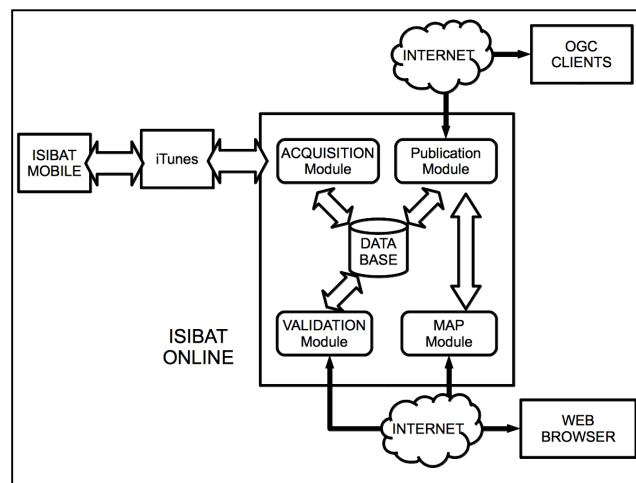 INTERNET
OGC
CLIENTS
ISIBAT
MOBILE
iTunes
ACQUISITION
Module
Publication
Module
DATA
BASE
VALIDATION
Module
MAP
Module
ISIBAT
ONLINE
INTERNET
WEB
BROWSER